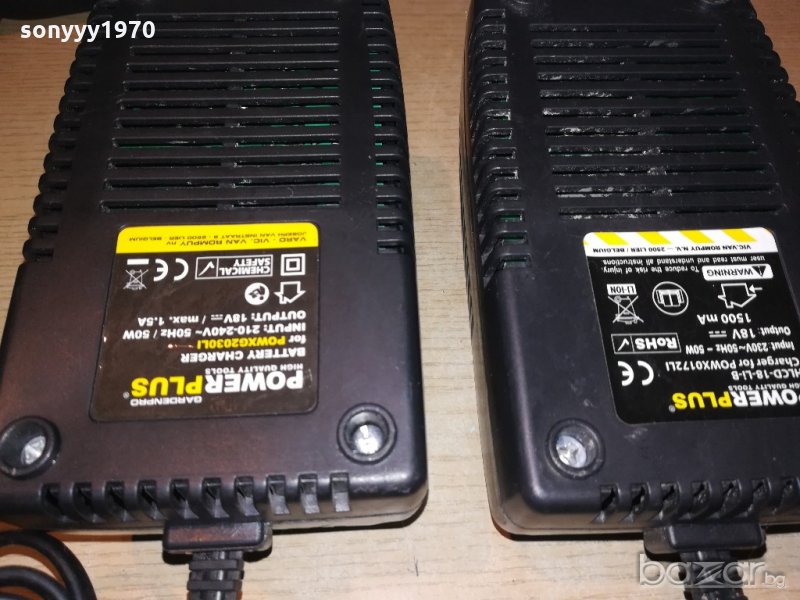 sonyyy1970
GARDENPRO
POWERPLUS®
HIGH QUALITY TOOLS
BATTERY CHARGER
for POWXG2030LI
INPUT: 210-240V~ 50Hz / 50W
OUTPUT: 18V / max. 1.5A
CHEMICAL
SAFETY
CE
VARO - VIC. VAN ROMPUY nv
BELGIUM
POWERPLUS®
HIGH QUALITY TOOLS
HLCD-18-LI-B
Charger for POWX0172LI
Input: 230V~50Hz - 50W
Output: 18V
1500 mA
CE
RoHS
LI-ION
WARNING
To reduce the risk of injury,
user must read and understand all instructions.
VIC.VAN ROMPUY N.V. - 2500 LIER / BELGIUM
bazar.bg